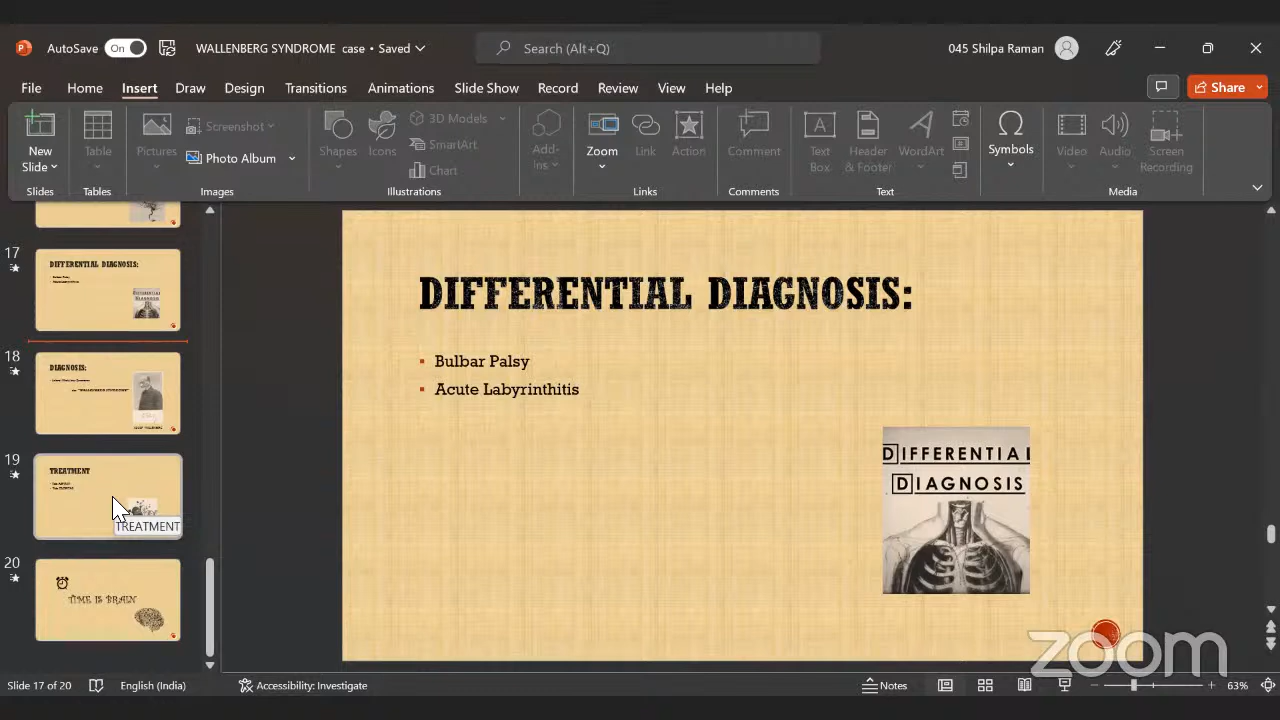 AutoSave
On
WALLENBERG SYNDROME case • Saved
Search (Alt+Q)
045 Shilpa Raman
File
Home
Insert
Draw
Design
Transitions
Animations
Slide Show
Record
Review
View
Help
Share
New
Slide
Slides
Table
Tables
Pictures
Screenshot
Photo Album
Images
Shapes
Icons
3D Models
SmartArt
Chart
Illustrations
Add-
ins
Zoom
Link
Action
Links
Comment
Comments
Text
Box
Header
& Footer
WordArt
Text
Symbols
Video
Audio
Screen
Recording
Media
17
DIFFERENTIAL DIAGNOSIS:
18
DIAGNOSIS:
19
TREATMENT
TREATMENT
20
TIME IS BRAIN
DIFFERENTIAL DIAGNOSIS:
▪ Bulbar Palsy
▪ Acute Labyrinthitis
DIFFERENTIAL
DIAGNOSIS
zoom
Slide 17 of 20
English (India)
Accessibility: Investigate
Notes
63%